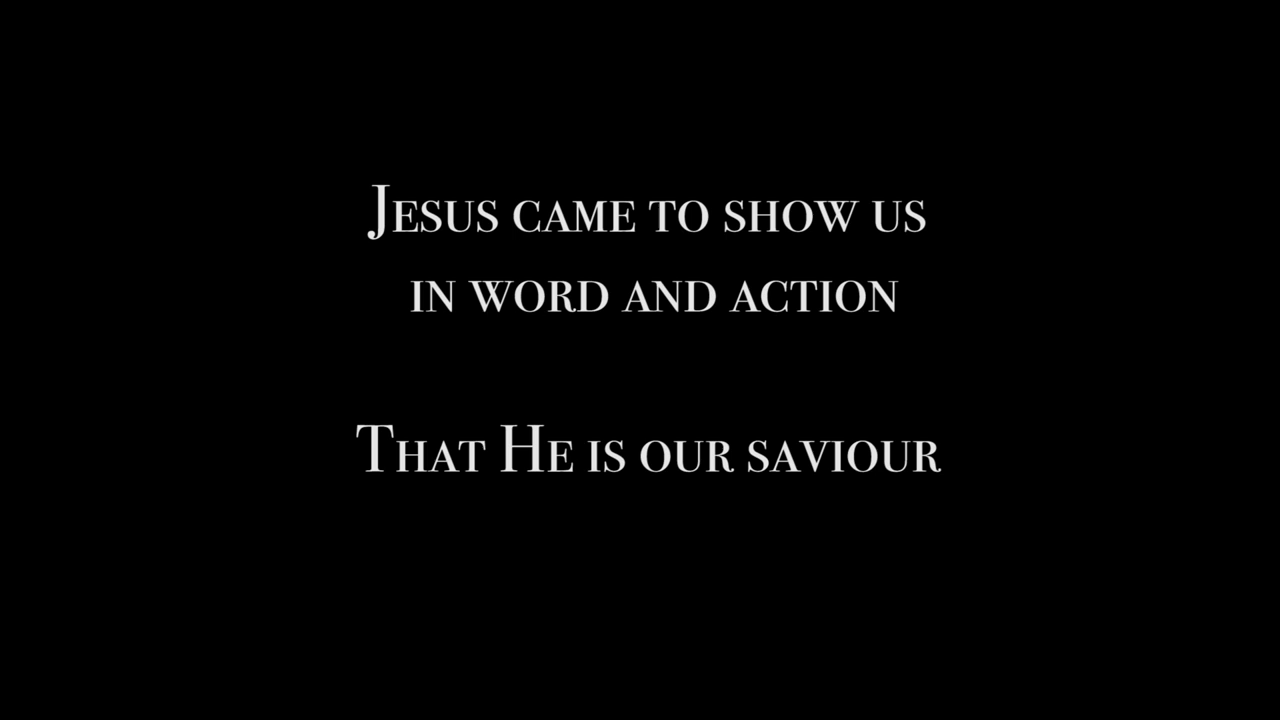 Jesus came to show us
in word and action
That He is our saviour